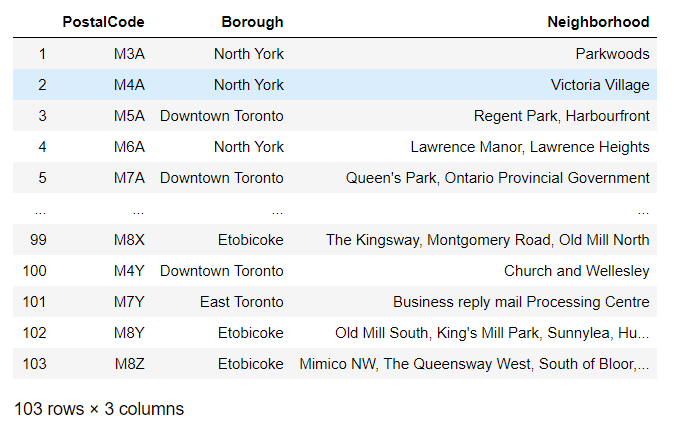 PostalCode Borough Neighborhood
1 M3A North York Parkwoods
2 M4A North York Victoria Village
3 M5A Downtown Toronto Regent Park, Harbourfront
4 M6A North York Lawrence Manor, Lawrence Heights
5 M7A Downtown Toronto Queen's Park, Ontario Provincial Government
... ... ... ...
99 M8X Etobicoke The Kingsway, Montgomery Road, Old Mill North
100 M4Y Downtown Toronto Church and Wellesley
101 M7Y East Toronto Business reply mail Processing Centre
102 M8Y Etobicoke Old Mill South, King's Mill Park, Sunnylea, Hu...
103 M8Z Etobicoke Mimico NW, The Queensway West, South of Bloor,...
103 rows × 3 columns